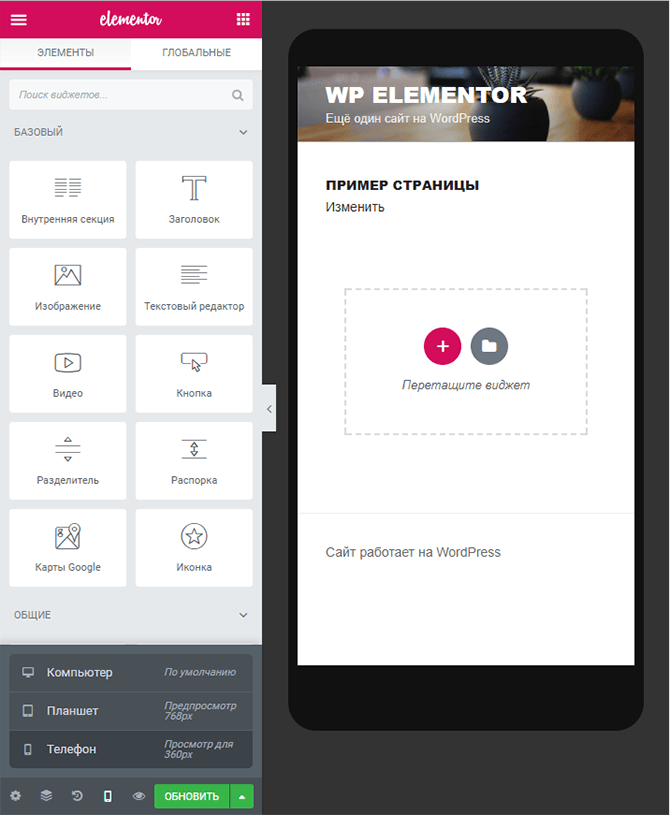 elementor
ЭЛЕМЕНТЫ
ГЛОБАЛЬНЫЕ
Поиск виджетов...
БАЗОВЫЙ
Внутренняя секция
Заголовок
Изображение
Текстовый редактор
Видео
Кнопка
Разделитель
Распорка
Карты Google
Иконка
ОБЩИЕ
Компьютер
По умолчанию
Планшет
Предпросмотр
768px
Телефон
Просмотр для
360px
ОБНОВИТЬ
WP ELEMENTOR
Ещё один сайт на WordPress
ПРИМЕР СТРАНИЦЫ
Изменить
Перетащите виджет
Сайт работает на WordPress